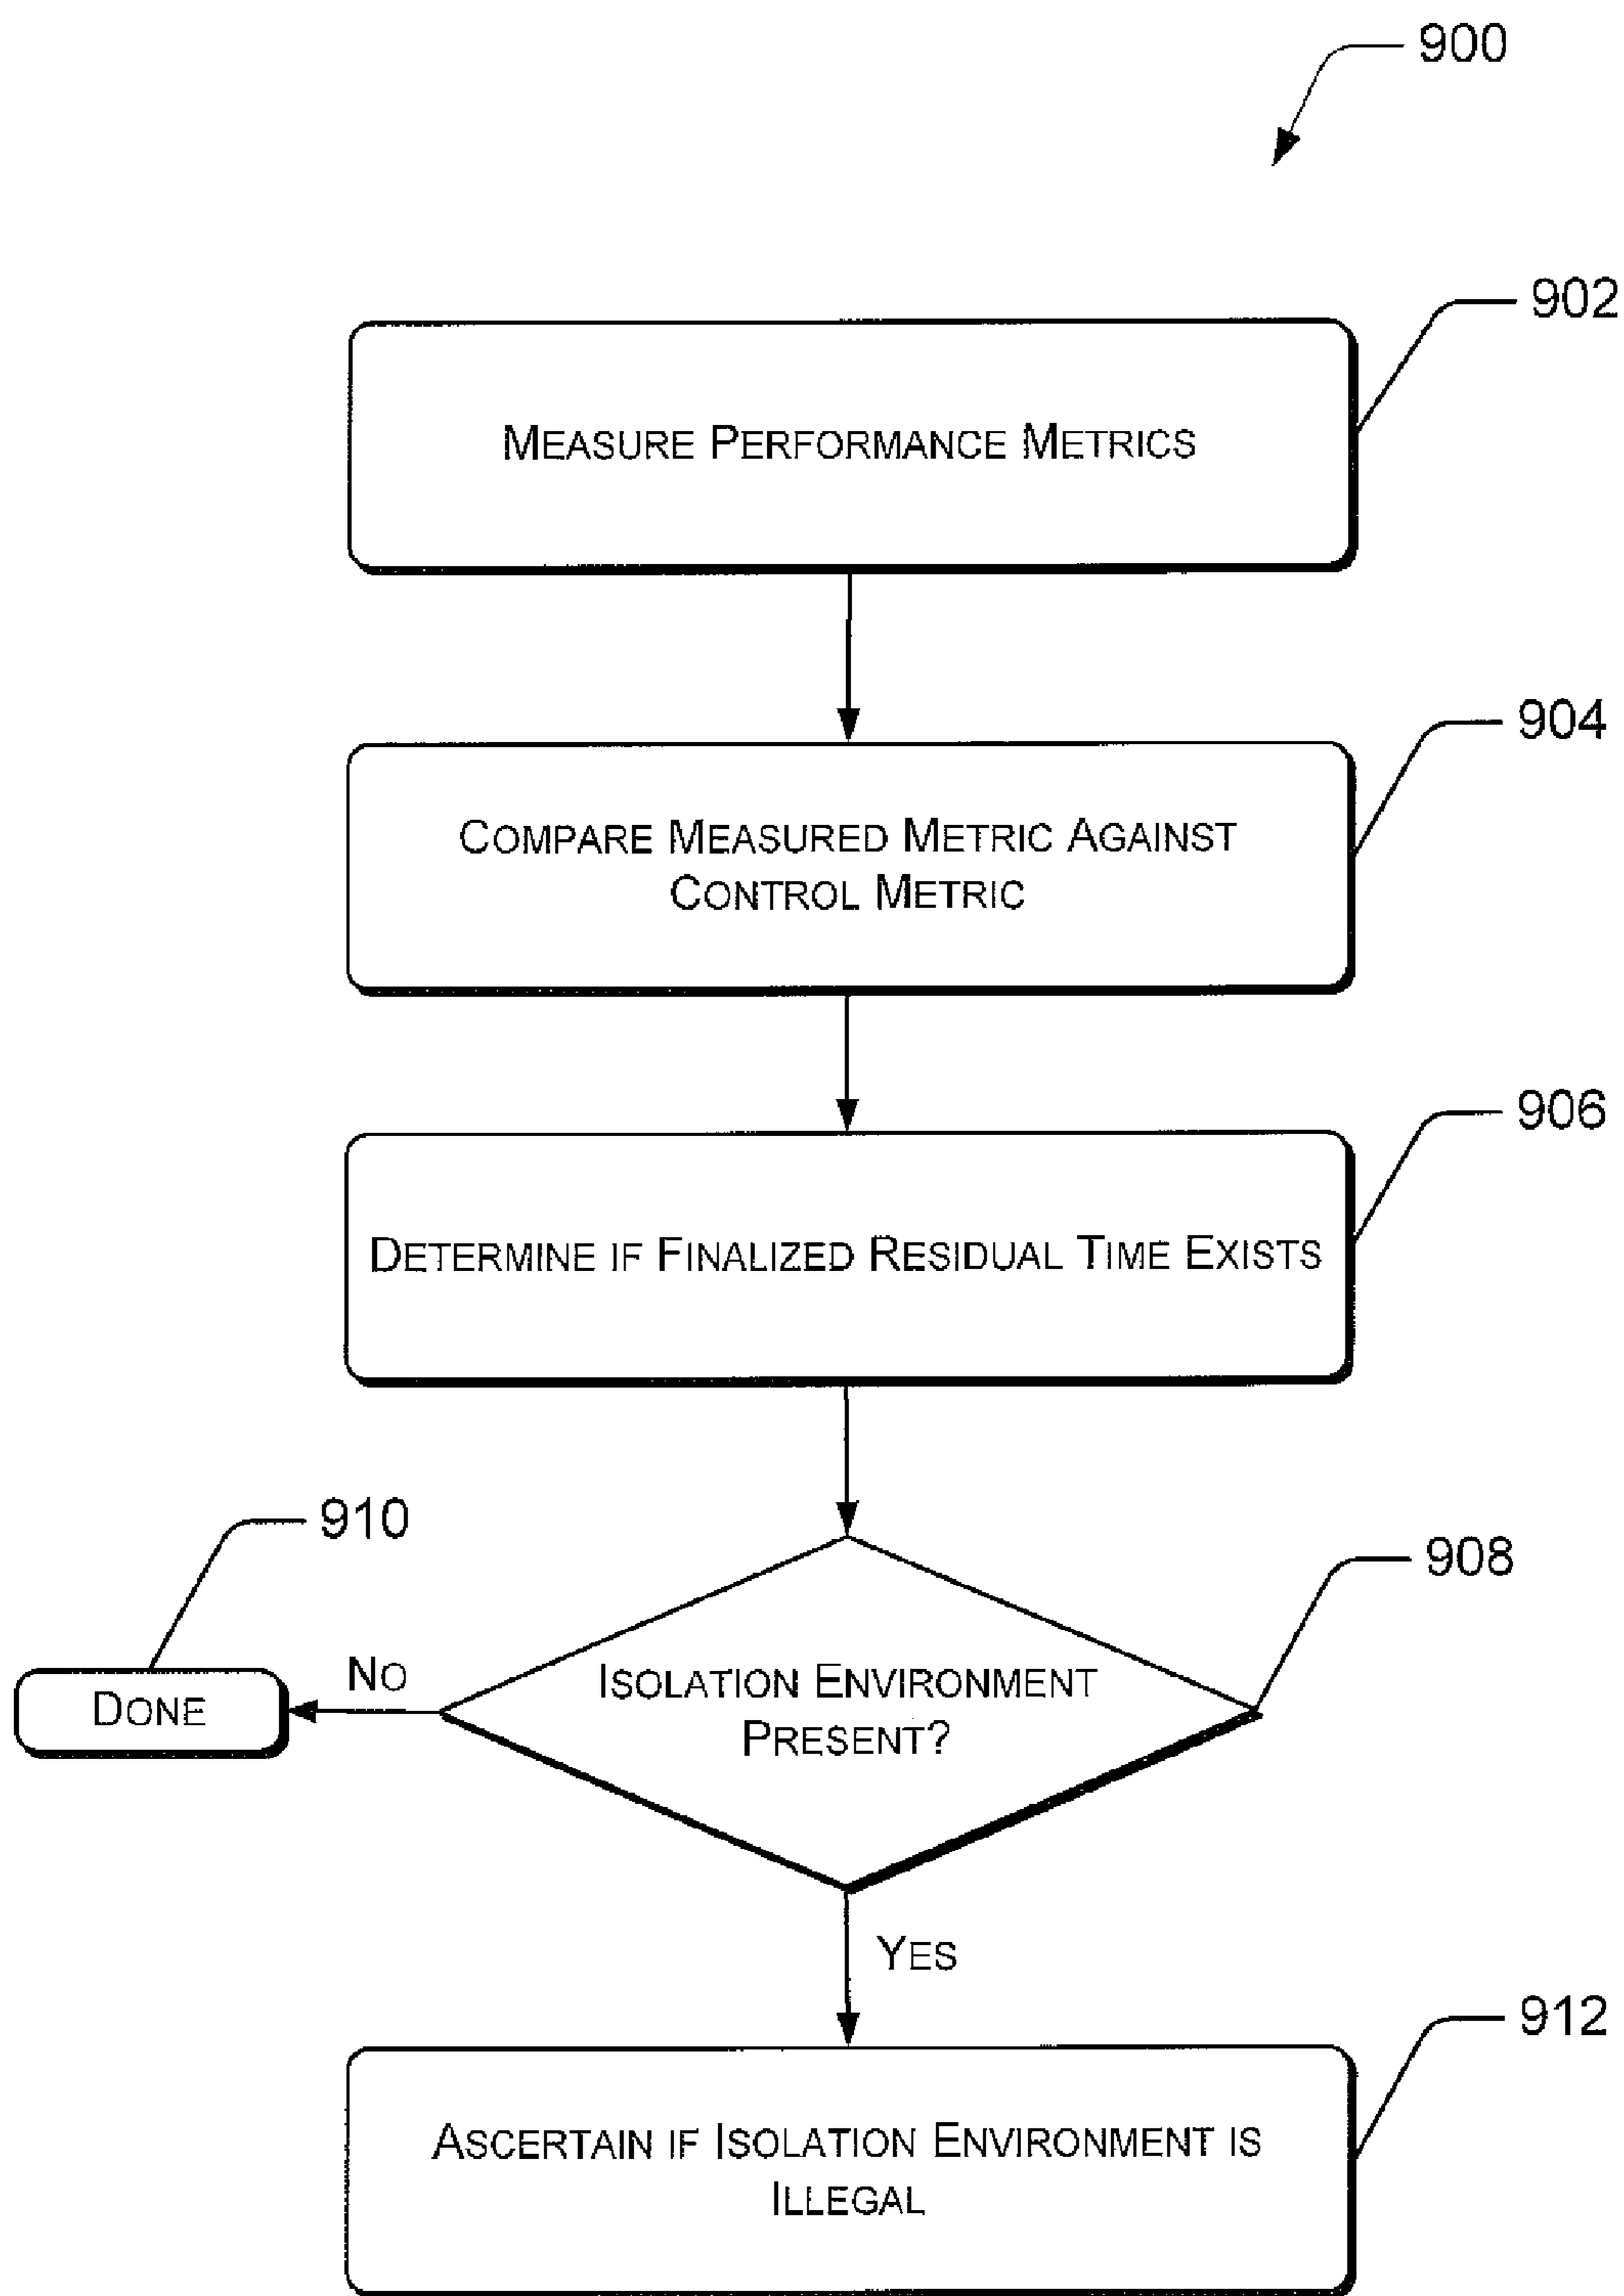 900
902
MEASURE PERFORMANCE METRICS
904
COMPARE MEASURED METRIC AGAINST
CONTROL METRIC
906
DETERMINE IF FINALIZED RESIDUAL TIME EXISTS
910
908
NO
DONE
ISOLATION ENVIRONMENT
PRESENT?
YES
912
ASCERTAIN IF ISOLATION ENVIRONMENT IS
ILLEGAL